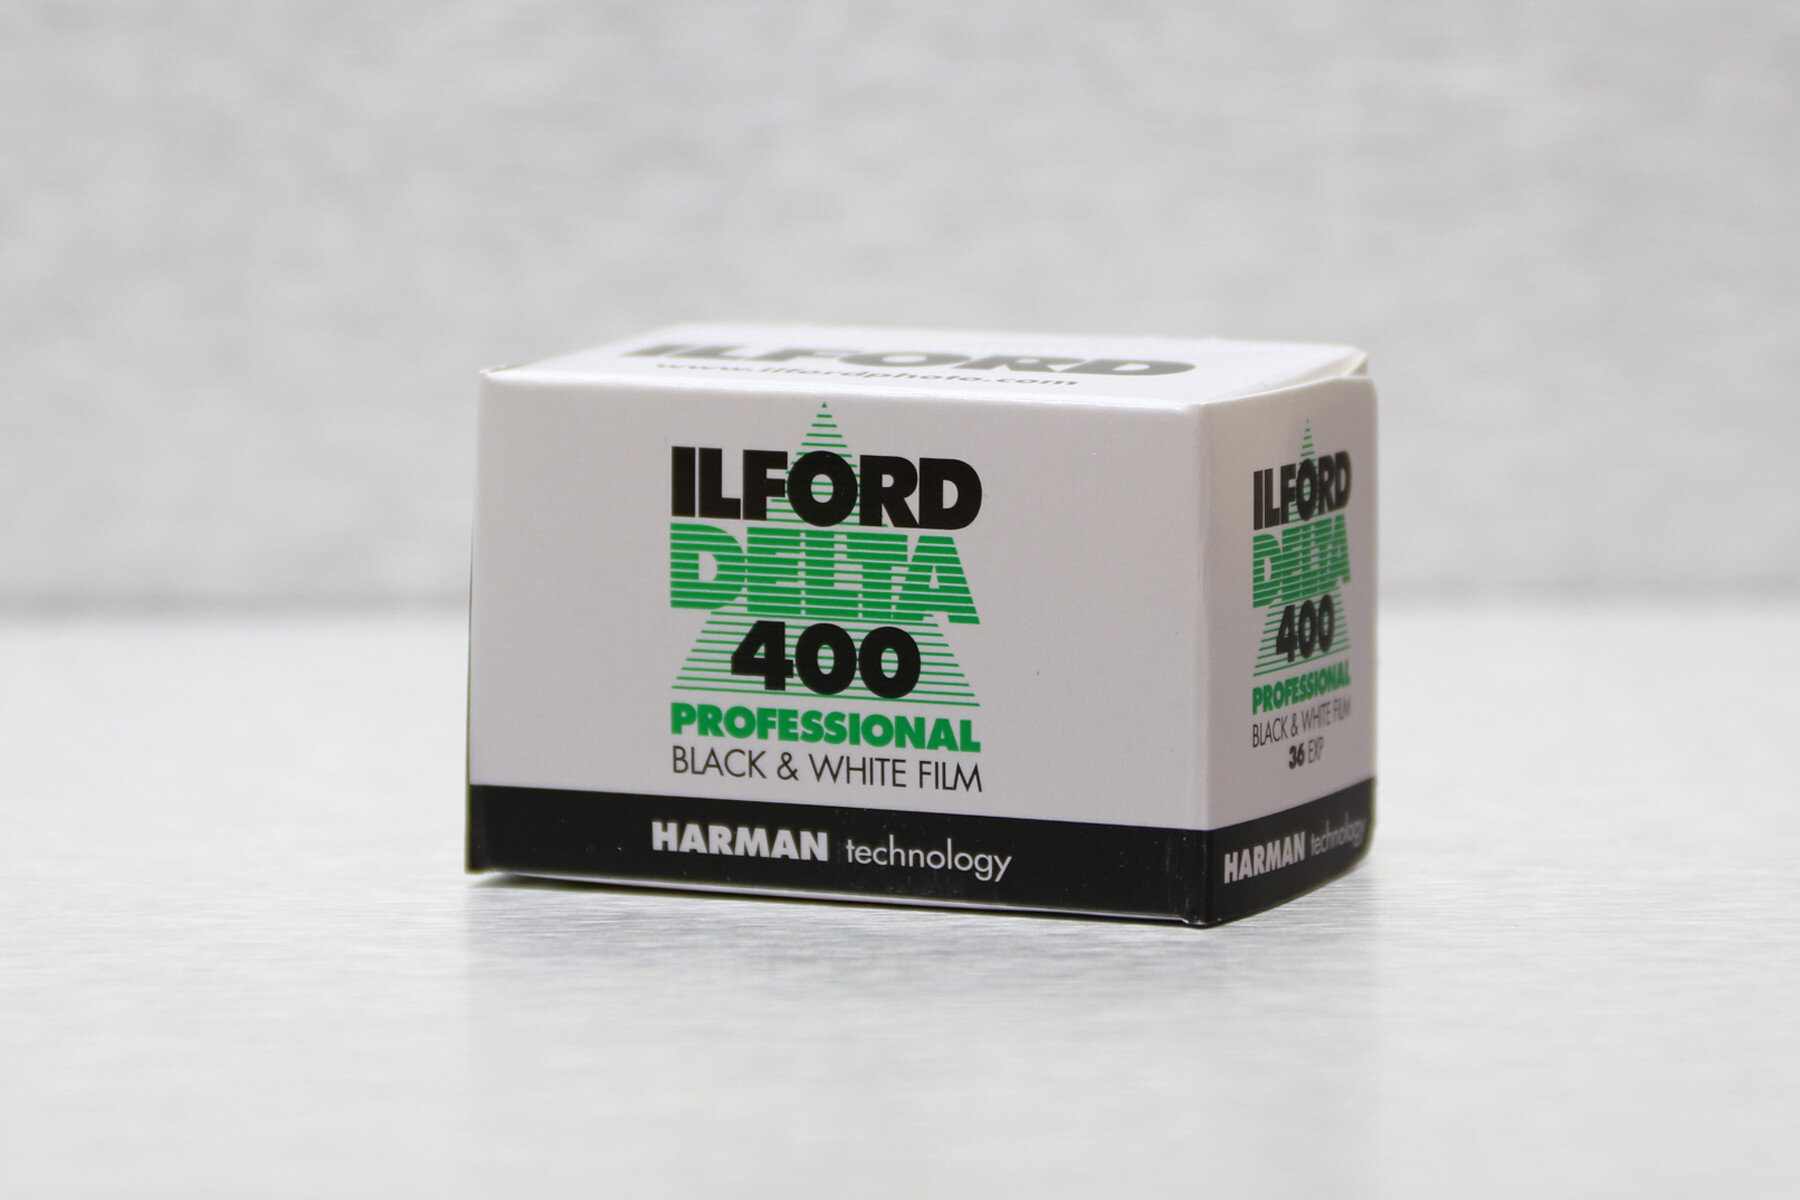 ILFORD
www.ilfordphoto.com
ILFORD
DELTA
400
PROFESSIONAL
BLACK & WHITE FILM
HARMAN technology
ILFORD
DELTA
400
PROFESSIONAL
BLACK & WHITE FILM
36 EXP
HARMAN technology